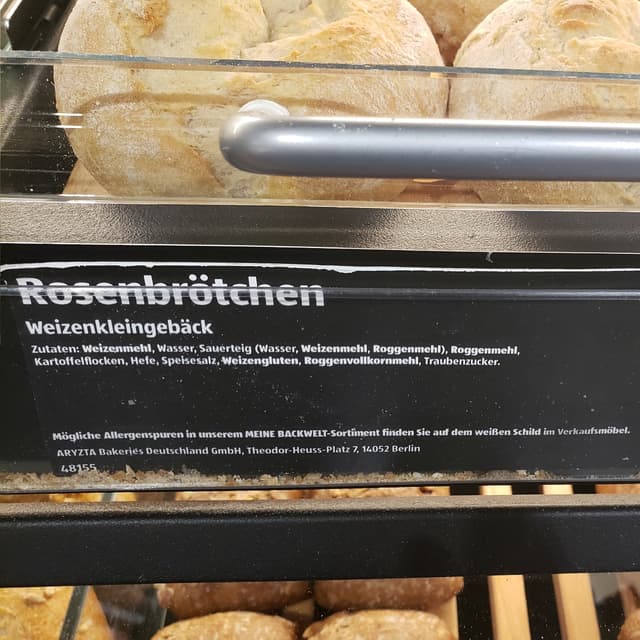 Rosenbrötchen
Weizenkleingebäck
Zutaten: Weizenmehl, Wasser, Sauerteig (Wasser, Weizenmehl, Roggenmehl), Roggenmehl,
Kartoffelflocken, Hefe, Speisesalz, Weizengluten, Roggenvollkornmehl, Traubenzucker.
Mögliche Allergenspuren in unserem MEINE BACKWELT-Sortiment finden Sie auf dem weißen Schild im Verkaufsmöbel.
ARYZTA Bakeries Deutschland GmbH, Theodor-Heuss-Platz 7, 14052 Berlin
48155